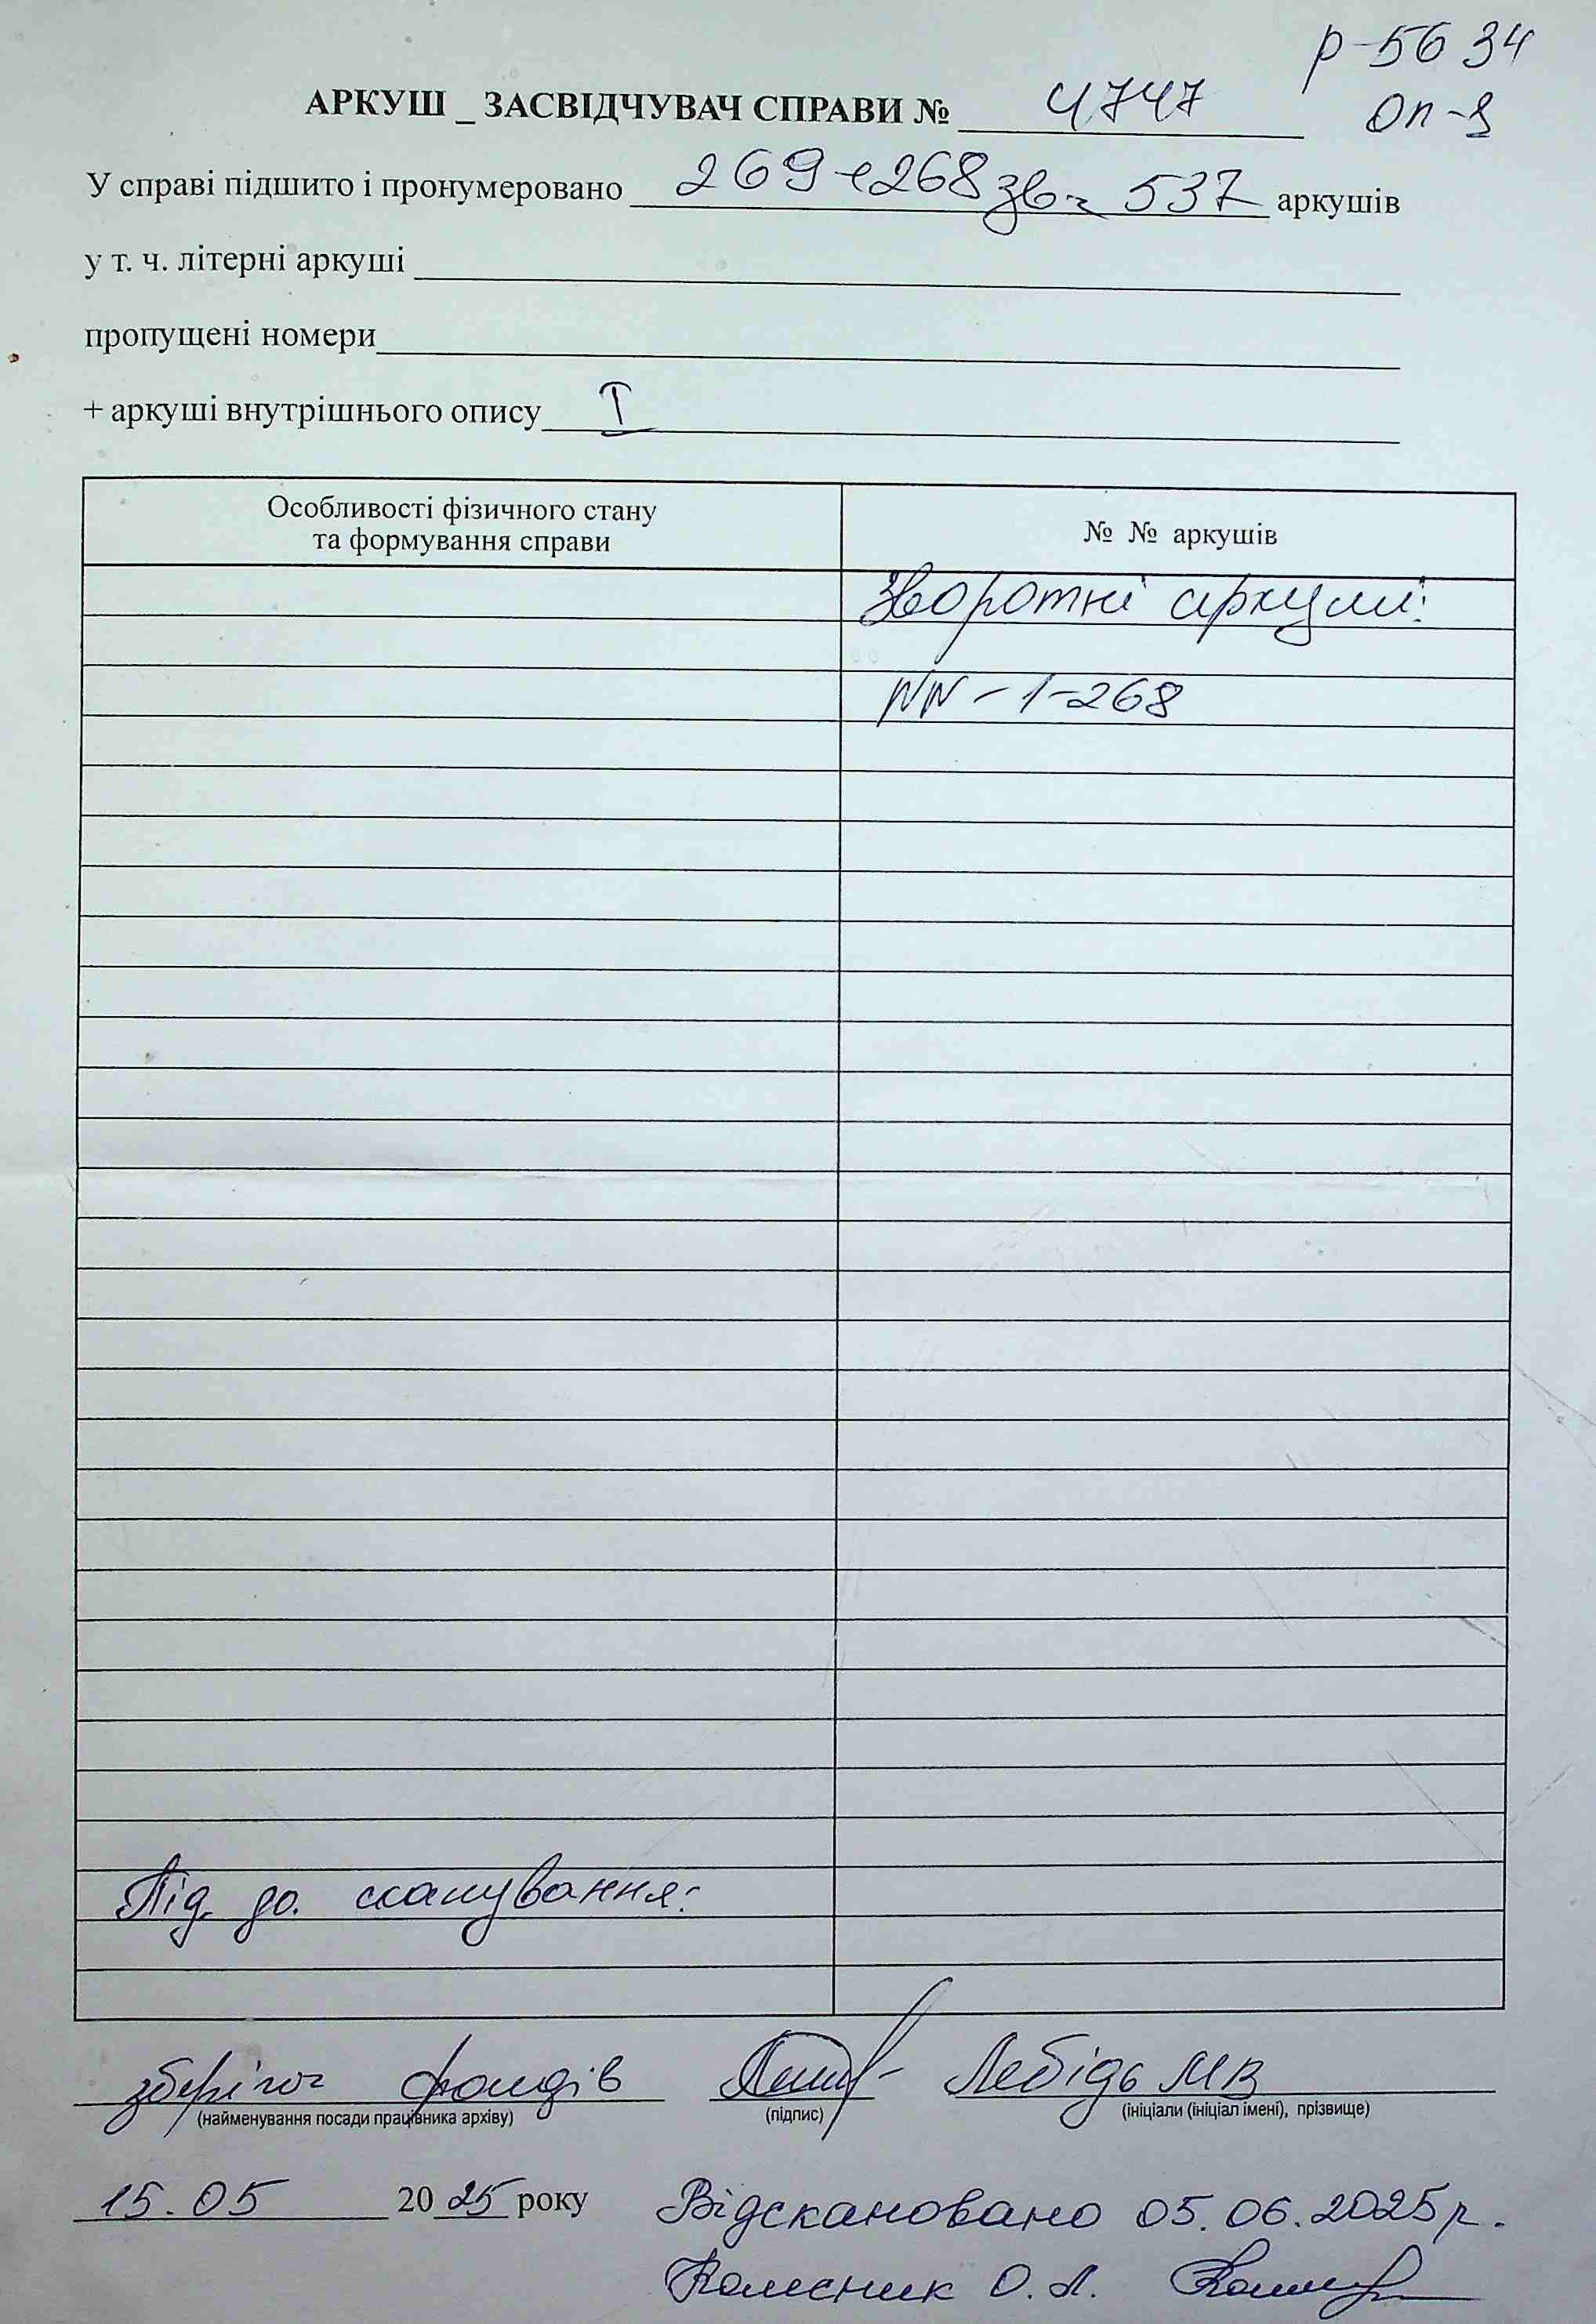 р-5634
АРКУШ _ ЗАСВІДЧУВАЧ СПРАВИ № 4747
оп-
У справі підшито і пронумеровано 269+268зв= 537 аркушів
у т. ч. літерні аркуші
пропущені номери
+ аркуші внутрішнього опису I
Особливості фізичного стану
та формування справи
№ № аркушів
Зворотні аркуші:
NN - 1-268
Під. до. сканування:
зберігач фондів Лебідь МВ
(найменування посади працівника архіву) (підпис) (ініціали (ініціал імені), прізвище)
15.05 2025 року
Відскановано 05.06.2025р.
Колесник О.Л.